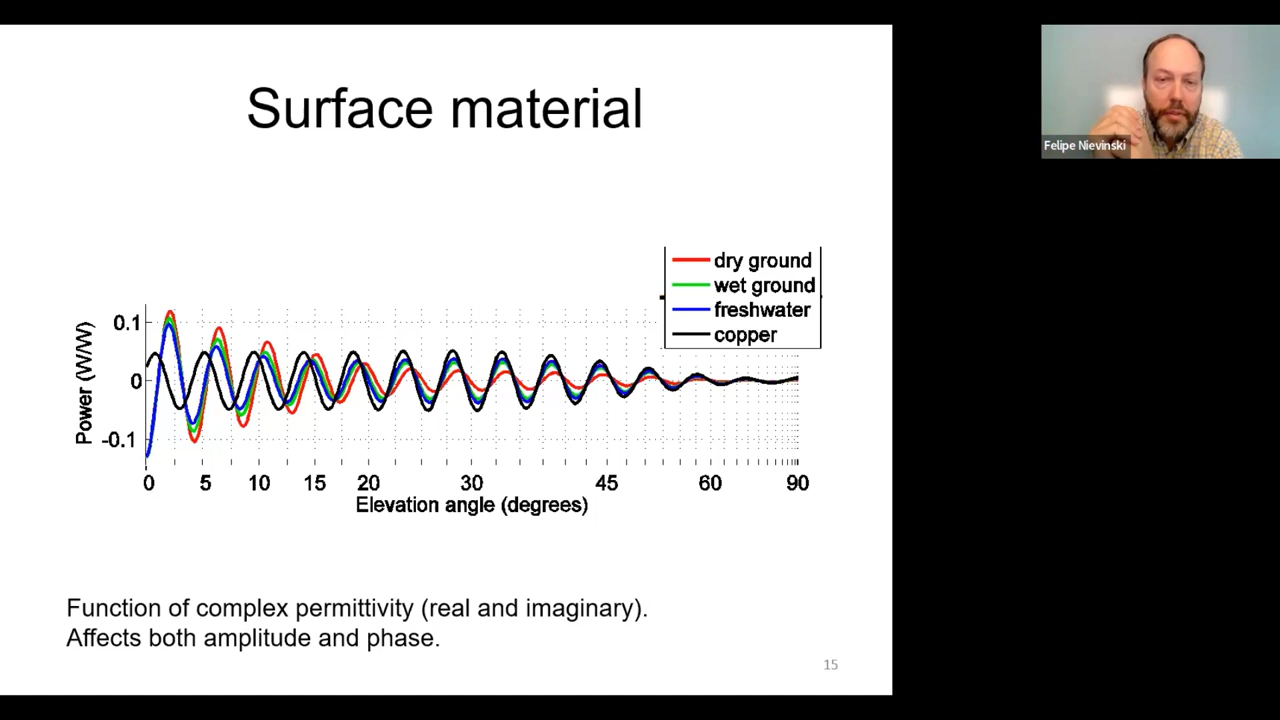 Surface material
Felipe Nievinski
dry ground
wet ground
freshwater
copper
Power (W/W)
0.1
0
-0.1
0 5 10 15 20 30 45 60 90
Elevation angle (degrees)
Function of complex permittivity (real and imaginary).
Affects both amplitude and phase.
15